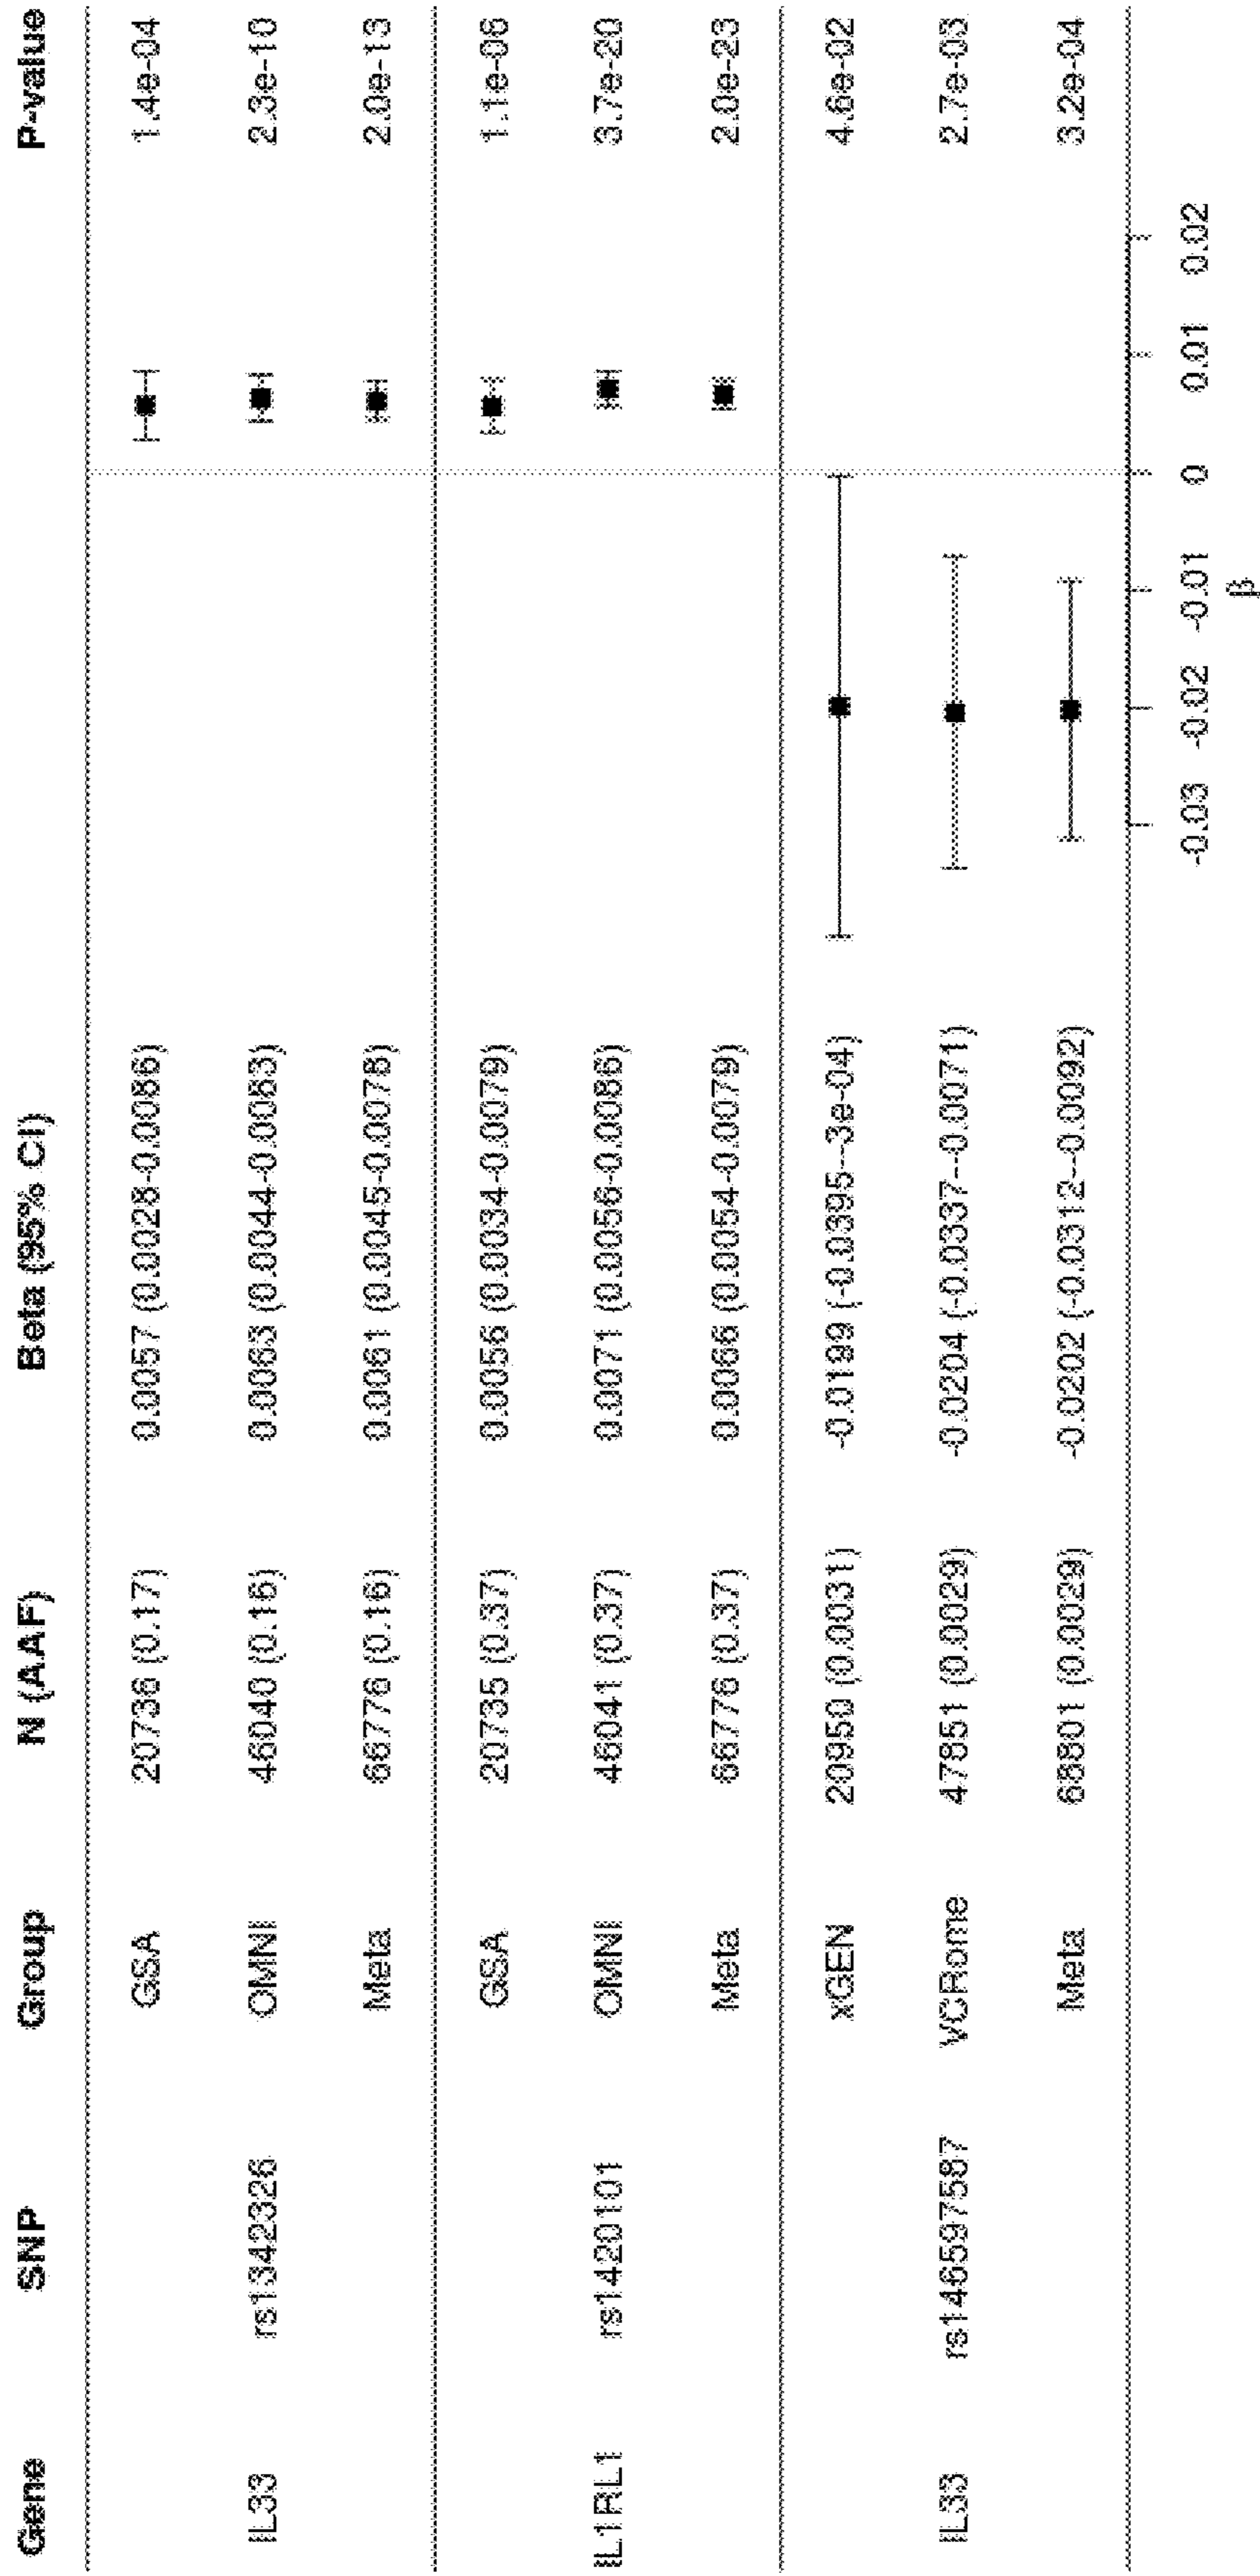 Gene SNP Group N (AAF) Beta (95% CI) P-value
GSA 20736 (0.17) 0.0057 (0.0028-0.0086) 1.4e-04
IL33 rs1342326 OMNI 46040 (0.16) 0.0063 (0.0044-0.0083) 2.3e-10
Meta 66776 (0.16) 0.0061 (0.0045-0.0078) 2.0e-13
GSA 20735 (0.37) 0.0056 (0.0034-0.0079) 1.1e-06
IL1RL1 rs1420101 OMNI 46041 (0.37) 0.0071 (0.0056-0.0086) 3.7e-20
Meta 66776 (0.37) 0.0066 (0.0054-0.0079) 2.0e-23
xGEN 20950 (0.0031) -0.0199 (-0.0395--3e-04) 4.6e-02
IL33 rs146597587 VCRome 47851 (0.0029) -0.0204 (-0.0337--0.0071) 2.7e-03
Meta 68801 (0.0029) -0.0202 (-0.0312--0.0092) 3.2e-04
-0.03 -0.02 -0.01 0 0.01 0.02
β